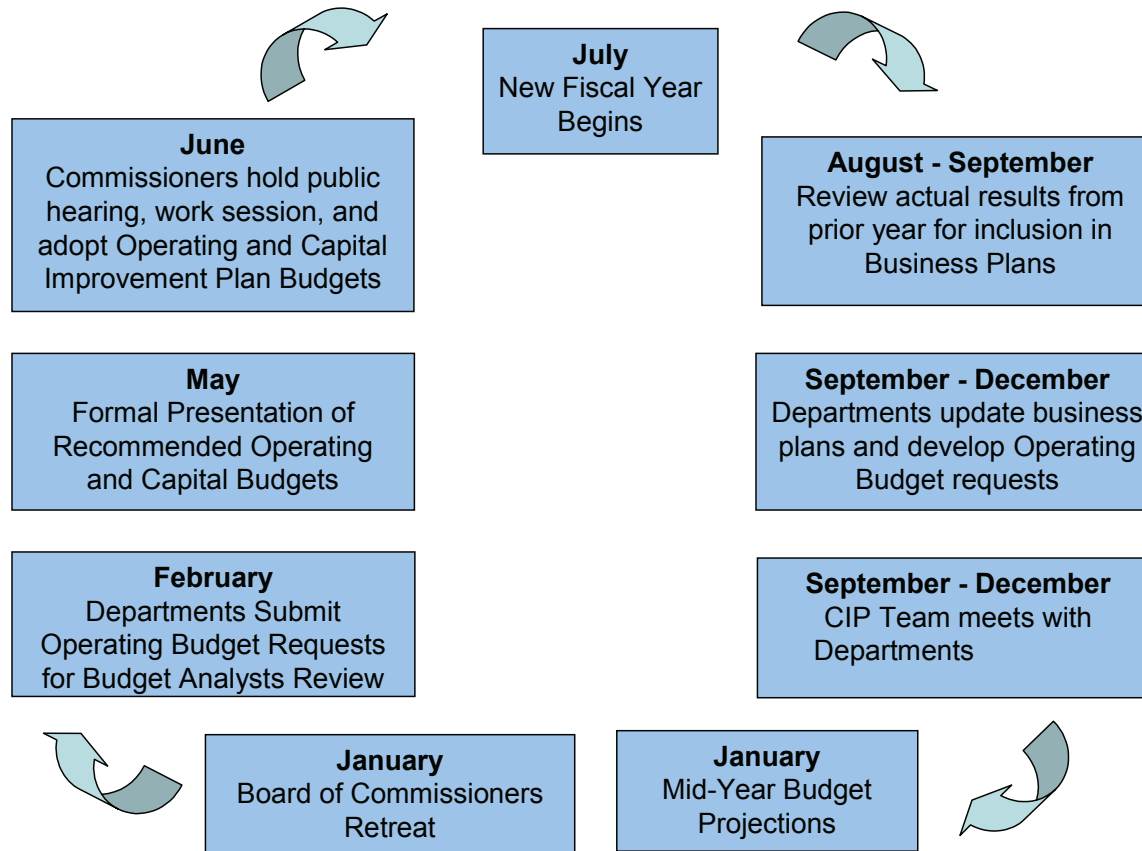 July
New Fiscal Year
Begins
August - September
Review actual results from
prior year for inclusion in
Business Plans
September - December
Departments update business
plans and develop Operating
Budget requests
September - December
CIP Team meets with
Departments
January
Mid-Year Budget
Projections
January
Board of Commissioners
Retreat
February
Departments Submit
Operating Budget Requests
for Budget Analysts Review
May
Formal Presentation of
Recommended Operating
and Capital Budgets
June
Commissioners hold public
hearing, work session, and
adopt Operating and Capital
Improvement Plan Budgets